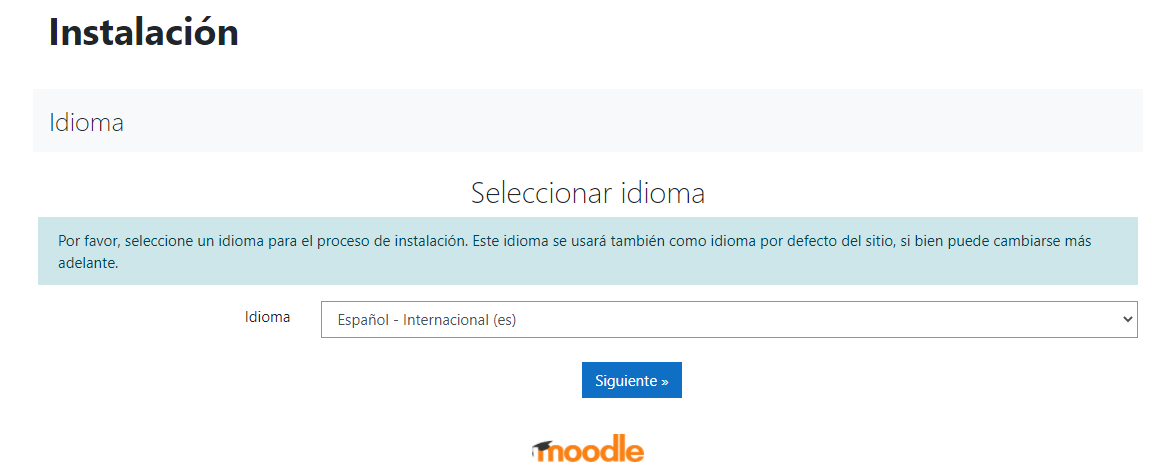 Instalación
Idioma
Seleccionar idioma
Por favor, seleccione un idioma para el proceso de instalación. Este idioma se usará también como idioma por defecto del sitio, si bien puede cambiarse más
adelante.
Idioma
Español - Internacional (es)
Siguiente »
moodle